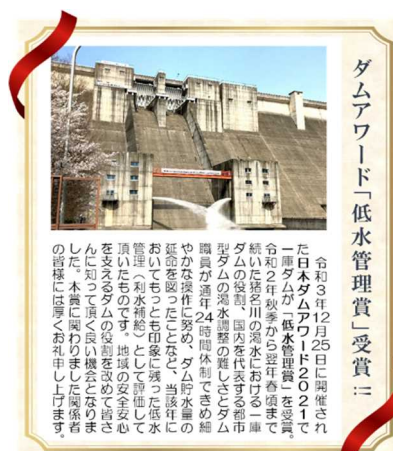 ダムアワード「低水管理賞」受賞!!
令和3年12月25日に開催され
た日本ダムアワード2021で
一庫ダムが「低水管理賞」を受賞。
令和2年秋季から翌年春頃まで
続いた猪名川の渇水における一庫
ダムの役割、国内を代表する都市
型ダムの渇水調整の難しさとダム
職員が通年24時間体制できめ細
やかな操作に努め、ダム貯水量の
延命を図ったことなど、当該年に
おいてもっとも印象に残った低水
管理(利水補給)として評価して
頂いたものです。地域の安全安心
を支えるダムの役割を改めて皆さ
んに知って頂く良い機会となりま
した。本賞に関わりました関係者
の皆様には厚くお礼申し上げます。